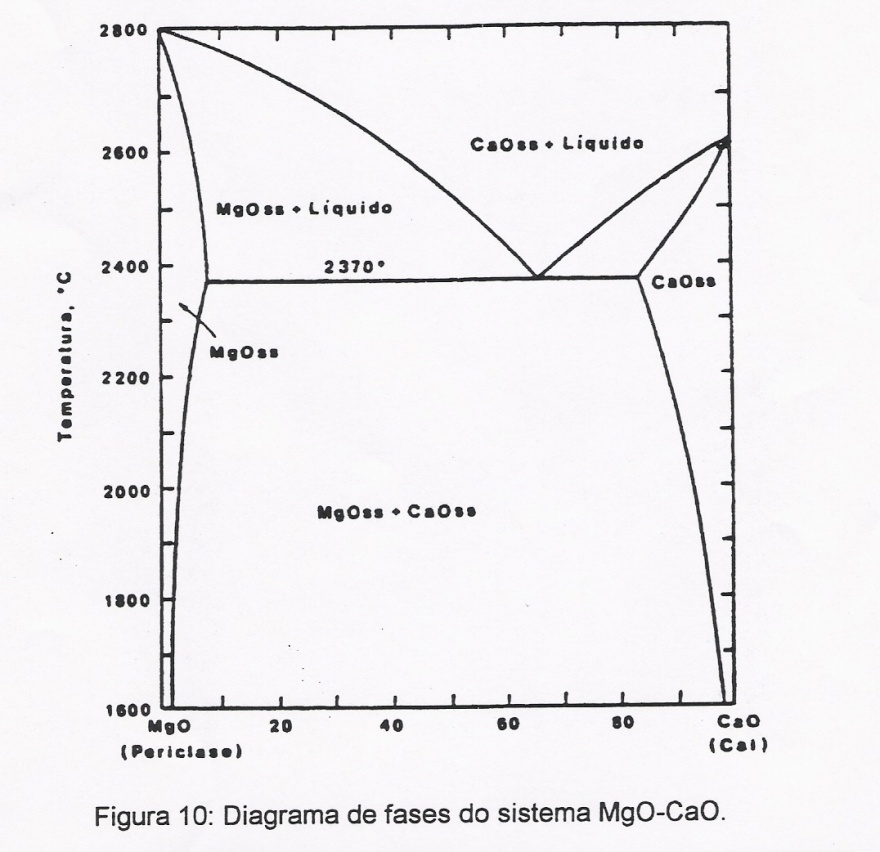 2800
CaOss + Líquido
2600
MgOss + Líquido
2400
2370°
CaOss
MgOss
2200
Temperatura, °C
2000
MgOss + CaOss
1800
1600
MgO 20 40 60 80 CaO
(Periclase) (Cal)
Figura 10: Diagrama de fases do sistema MgO-CaO.